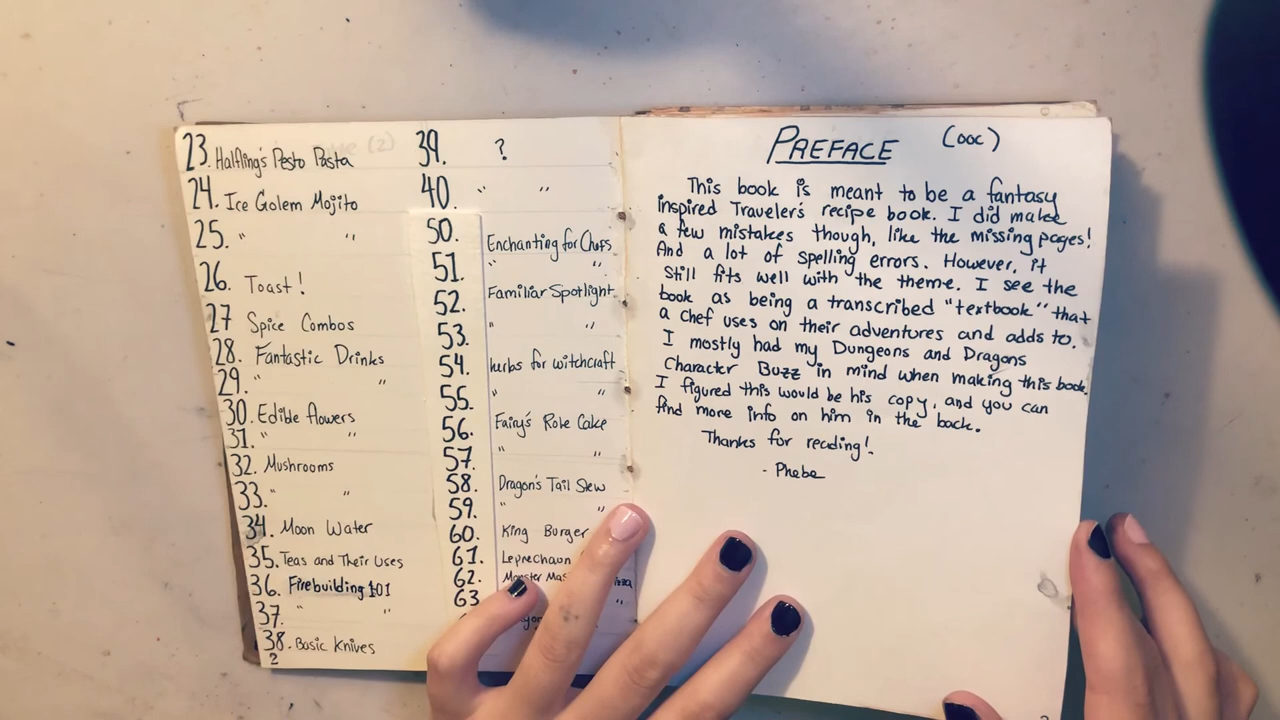 23. Halfling's Pesto Pasta
24. Ice Golem Mojito
25. " "
26. Toast!
27 Spice Combos
28. Fantastic Drinks
29. " "
30. Edible flowers
31. " "
32. Mushrooms
33. " "
34. Moon Water
35. Teas and Their Uses
36. Firebuilding 101
37. " "
38. Basic Knives
2
39. ?
40. " "
50. Enchanting for Chefs
51. " "
52. Familiar Spotlight
53. " "
54. herbs for witchcraft
55. " "
56. Fairy's Robe Cake
57. " "
58. Dragon's Tail Stew
59. " "
60. King Burger
61. Leprechaun
62. Monster
63 "
PREFACE (OOC)
This book is meant to be a fantasy
inspired Traveler's recipe book. I did make
a few mistakes though, like the missing pages!
And a lot of spelling errors. However, it
Still fits well with the theme. I see the
book as being a transcribed "textbook" that
a chef uses on their adventures and adds to.
I mostly had my Dungeons and Dragons
Character Buzz in mind when making this book.
I figured this would be his copy, and you can
find more info on him in the back.
Thanks for reading!
- Phebe